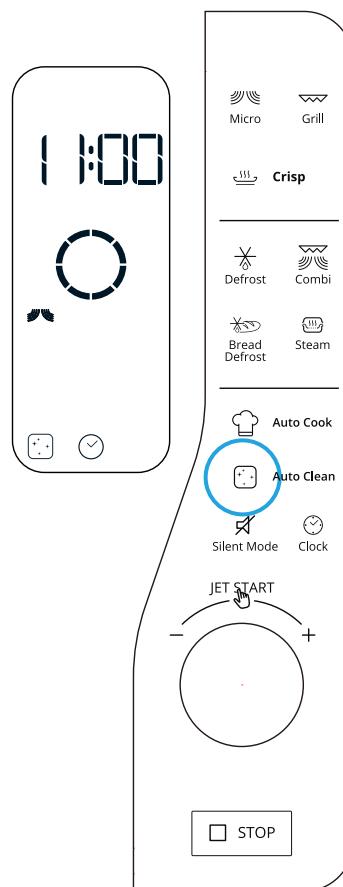 11:00
Micro Grill
Crisp
Defrost Combi
Bread Steam
Defrost
Auto Cook
Auto Clean
Silent Mode Clock
JET START
− +
STOP